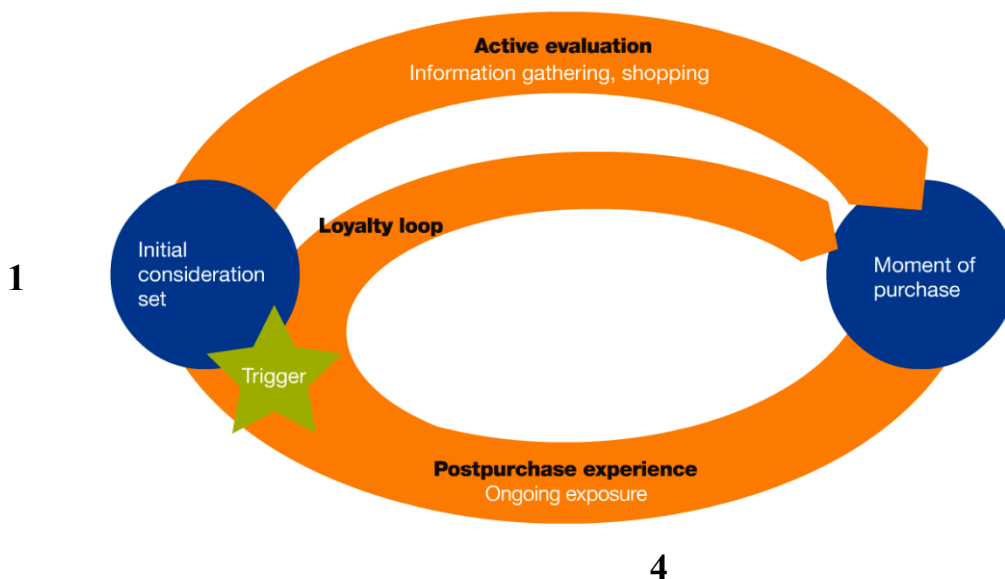 Active evaluation
Information gathering, shopping
Loyalty loop
Initial
consideration
set
1
Moment of
purchase
Trigger
Postpurchase experience
Ongoing exposure
4